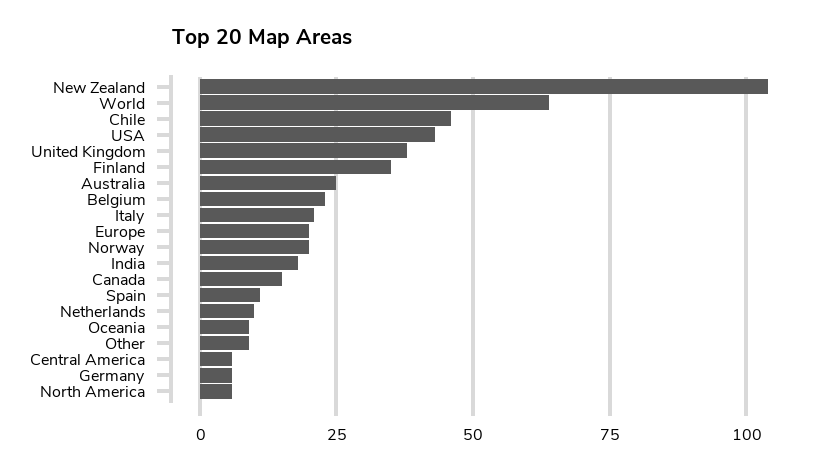 Top 20 Map Areas
New Zealand
World
Chile
USA
United Kingdom
Finland
Australia
Belgium
Italy
Europe
Norway
India
Canada
Spain
Netherlands
Oceania
Other
Central America
Germany
North America
0 25 50 75 100